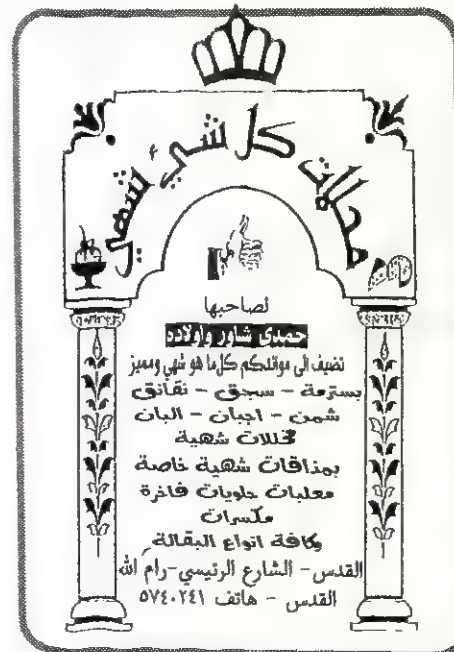 محلات كل شيء شهي
لصاحبها
حمدي شاور واولاده
تضيف الى موائدكم كل ما هو شهي ومميز
بسترمة - سجق - نقانق
شمن - اجبان - البان
مخللات شهية
بمذاقات شهية خاصة
معلبات حلويات فاخرة
مكسرات
وكافة انواع البقالة
القدس - الشارع الرئيسي-رام الله
القدس - هاتف ٥٧٤٠٢٤١